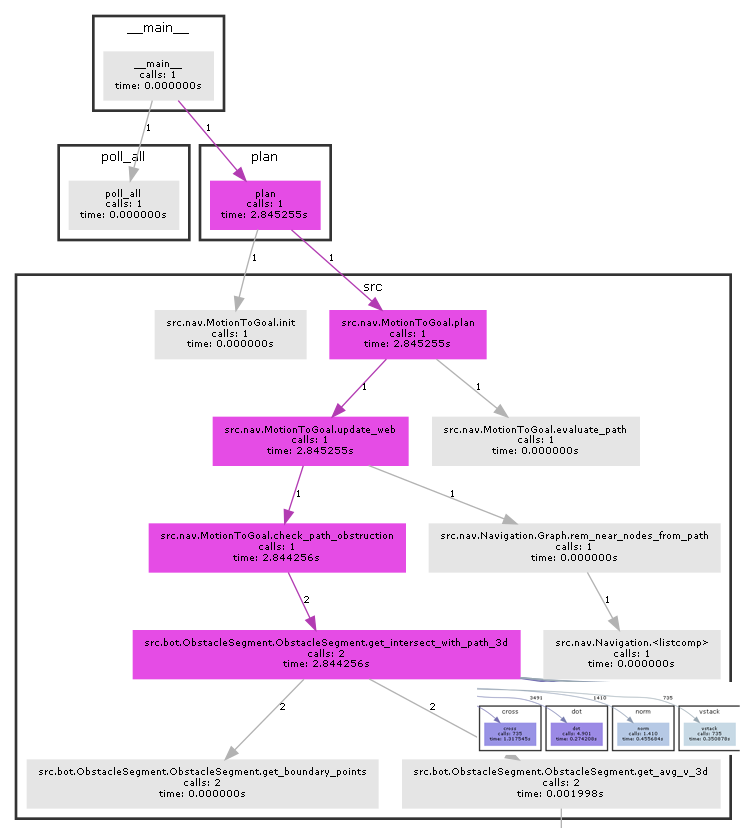 __main__
__main__
calls: 1
time: 0.000000s
1
1
poll_all
poll_all
calls: 1
time: 0.000000s
plan
plan
calls: 1
time: 2.845255s
1
1
src
src.nav.MotionToGoal.init
calls: 1
time: 0.000000s
src.nav.MotionToGoal.plan
calls: 1
time: 2.845255s
1
1
src.nav.MotionToGoal.update_web
calls: 1
time: 2.845255s
src.nav.MotionToGoal.evaluate_path
calls: 1
time: 0.000000s
1
1
src.nav.MotionToGoal.check_path_obstruction
calls: 1
time: 2.844256s
src.nav.Navigation.Graph.rem_near_nodes_from_path
calls: 1
time: 0.000000s
2
1
src.bot.ObstacleSegment.ObstacleSegment.get_intersect_with_path_3d
calls: 2
time: 2.844256s
src.nav.Navigation.<listcomp>
calls: 1
time: 0.000000s
2
2
3491
1410
735
cross
cross
calls: 735
time: 1.317545s
dot
dot
calls: 4.901
time: 0.274208s
norm
norm
calls: 1.410
time: 0.455684s
vstack
vstack
calls: 735
time: 0.350878s
src.bot.ObstacleSegment.ObstacleSegment.get_boundary_points
calls: 2
time: 0.000000s
src.bot.ObstacleSegment.ObstacleSegment.get_avg_v_3d
calls: 2
time: 0.001998s